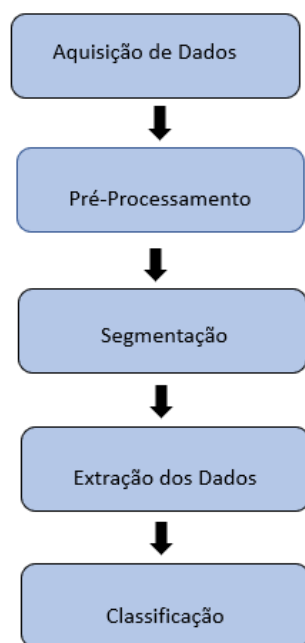 Aquisição de Dados
Pré-Processamento
Segmentação
Extração dos Dados
Classificação